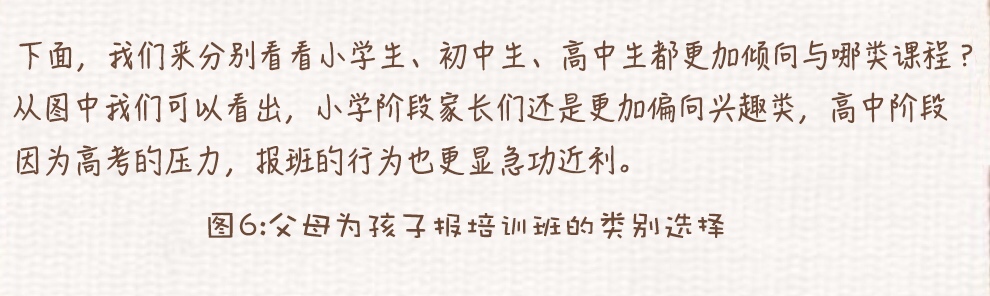 下面，我们来分别看看小学生、初中生、高中生都更加倾向与哪类课程？
从图中我们可以看出，小学阶段家长们还是更加偏向兴趣类，高中阶段
因为高考的压力，报班的行为也更显急功近利。
图6:父母为孩子报培训班的类别选择